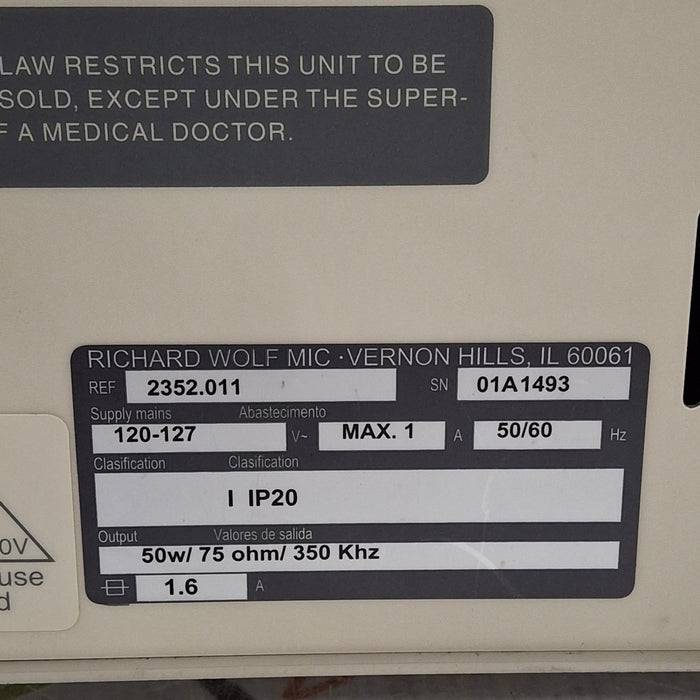 LAW RESTRICTS THIS UNIT TO BE
SOLD, EXCEPT UNDER THE SUPER-
F A MEDICAL DOCTOR.
RICHARD WOLF MIC · VERNON HILLS, IL 60061
REF 2352.011 SN 01A1493
Supply mains Abastecimento
120-127 V~ MAX. 1 A 50/60 Hz
Clasification Clasification
I IP20
Output Valores de salida
50w/ 75 ohm/ 350 Khz
1.6 A
0V
use
d